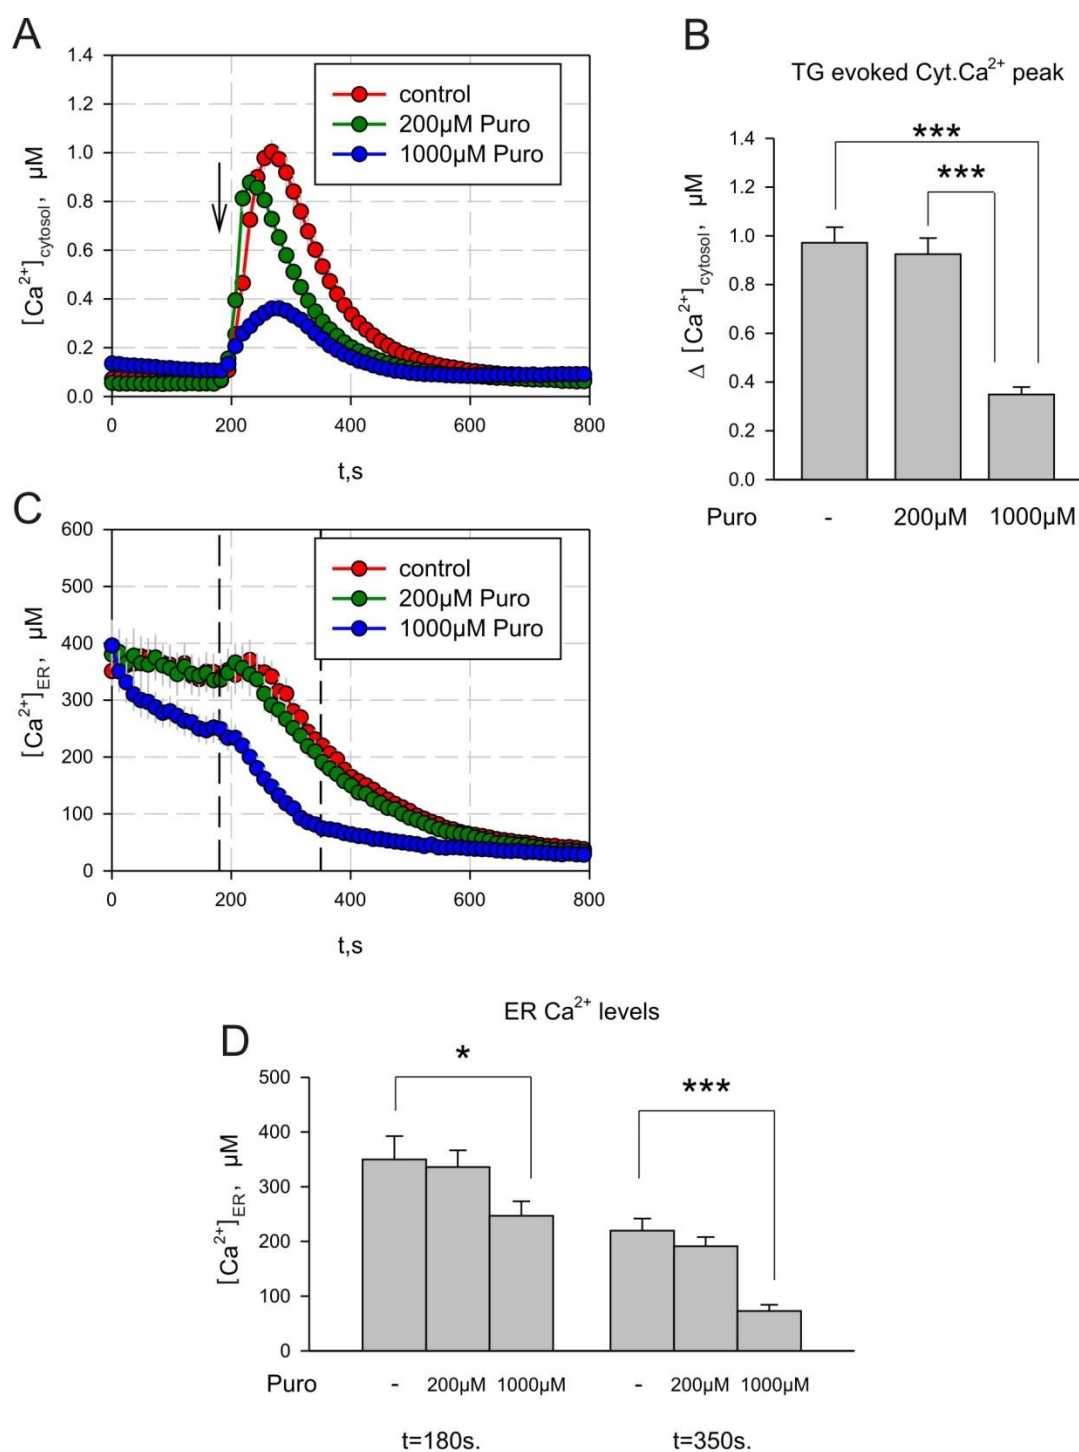 A
1.4
1.2
1.0
0.8
0.6
0.4
0.2
0.0
[Ca²⁺]cytosol, µM
control
200µM Puro
1000µM Puro
0 200 400 600 800
t,s
B
TG evoked Cyt.Ca²⁺ peak
1.4
1.2
1.0
0.8
0.6
0.4
0.2
0.0
Δ [Ca²⁺]cytosol, µM
***
***
Puro - 200µM 1000µM
C
600
500
400
300
200
100
0
[Ca²⁺]ER, µM
control
200µM Puro
1000µM Puro
0 200 400 600 800
t,s
ER Ca²⁺ levels
D
500
400
300
200
100
0
[Ca²⁺]ER, µM
*
***
Puro - 200µM 1000µM - 200µM 1000µM
t=180s. t=350s.